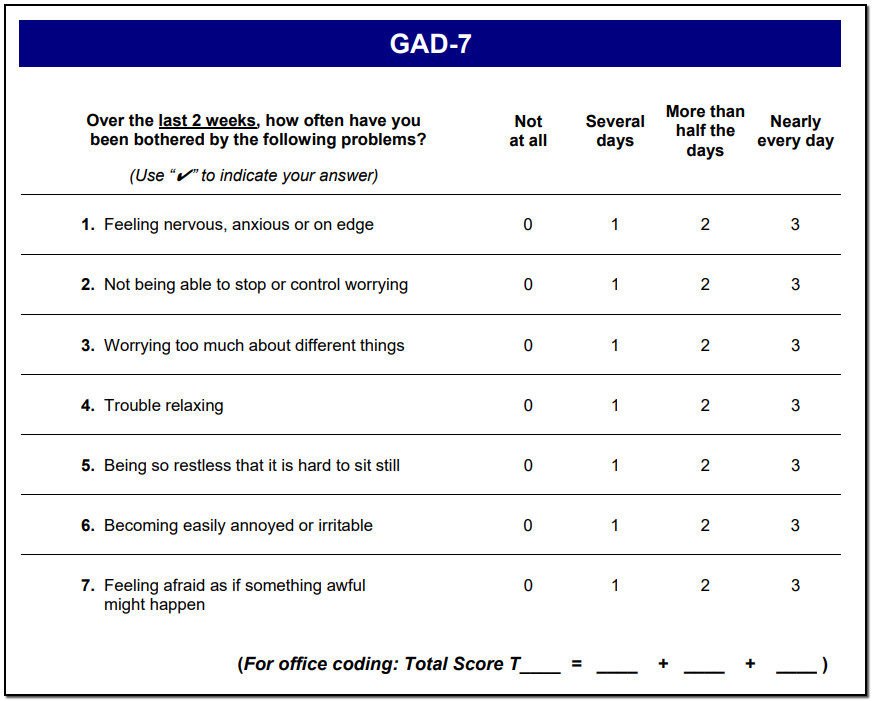 GAD-7
Over the last 2 weeks, how often have you
been bothered by the following problems?
(Use “✔” to indicate your answer)
Not
at all
Several
days
More than
half the
days
Nearly
every day
1. Feeling nervous, anxious or on edge 0 1 2 3
2. Not being able to stop or control worrying 0 1 2 3
3. Worrying too much about different things 0 1 2 3
4. Trouble relaxing 0 1 2 3
5. Being so restless that it is hard to sit still 0 1 2 3
6. Becoming easily annoyed or irritable 0 1 2 3
7. Feeling afraid as if something awful 0 1 2 3
might happen
(For office coding: Total Score T____ = ____ + ____ + ____ )